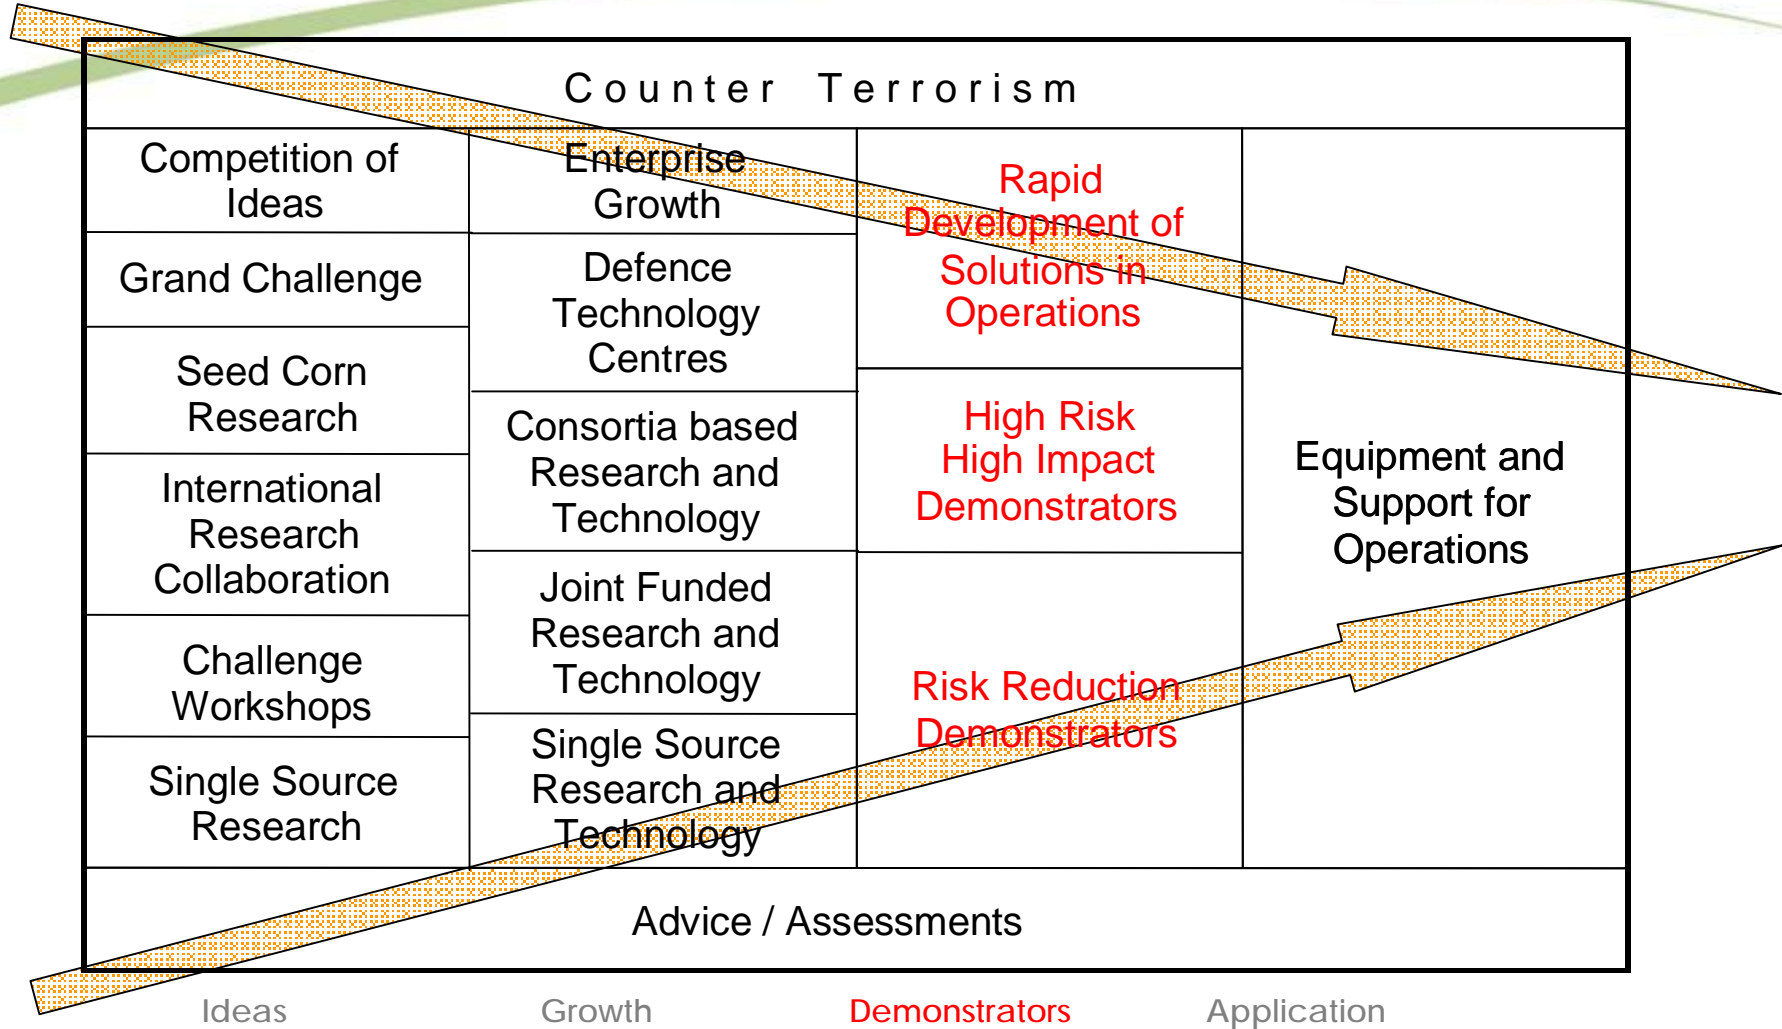 Counter Terrorism
Competition of
Ideas
Grand Challenge
Seed Corn
Research
International
Research
Collaboration
Challenge
Workshops
Single Source
Research
Enterprise
Growth
Defence
Technology
Centres
Consortia based
Research and
Technology
Joint Funded
Research and
Technology
Single Source
Research and
Technology
Rapid
Development of
Solutions in
Operations
High Risk
High Impact
Demonstrators
Risk Reduction
Demonstrators
Equipment and
Support for
Operations
Advice / Assessments
Ideas
Growth
Demonstrators
Application